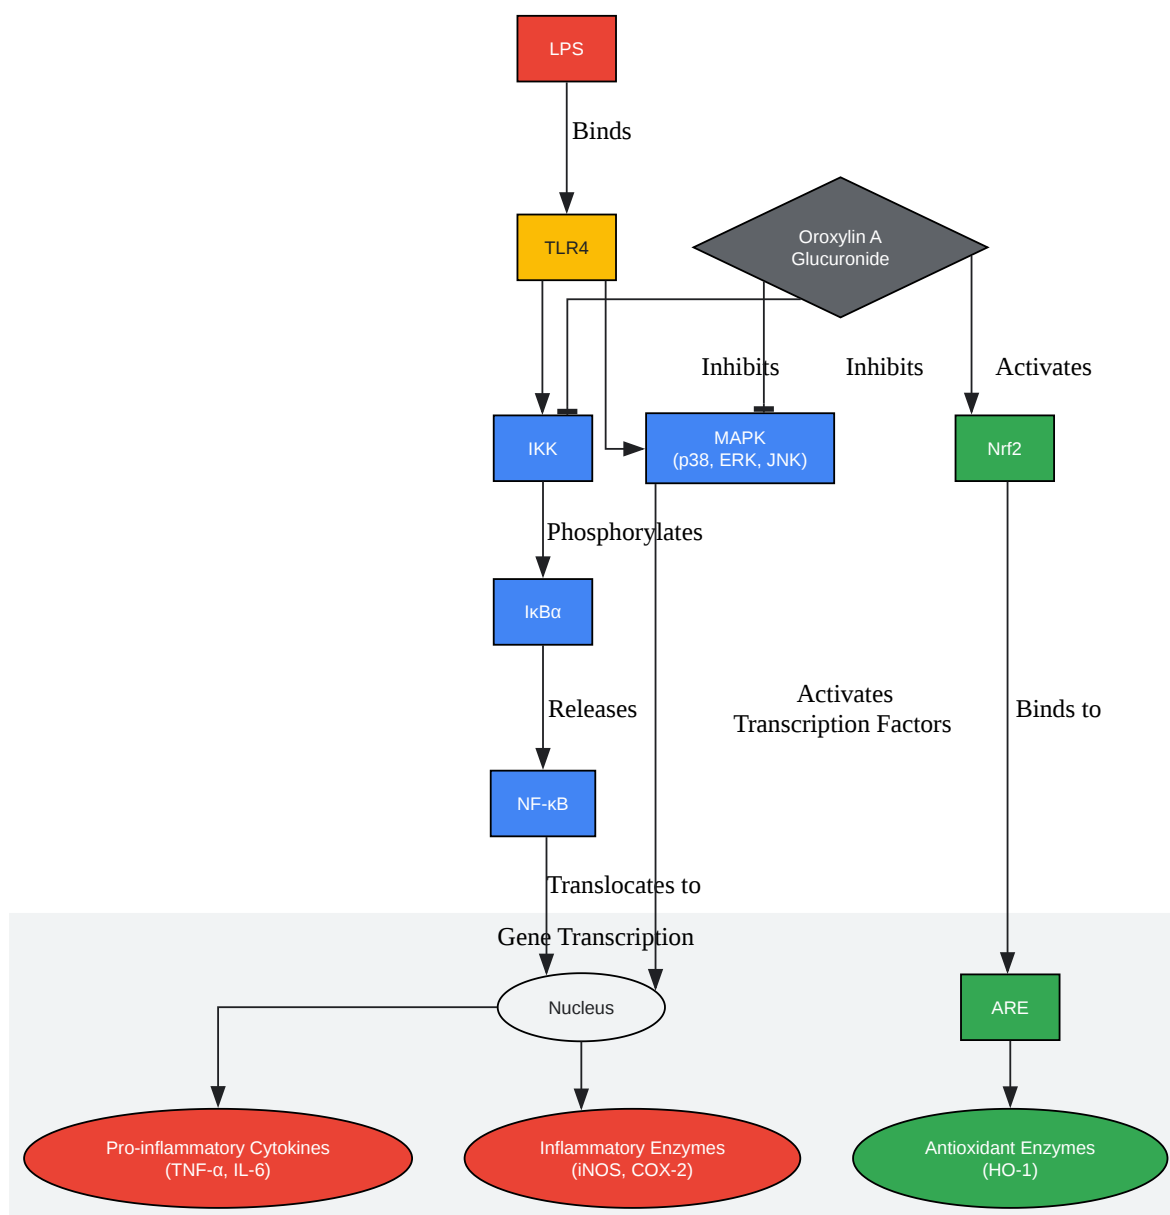 LPS
Binds
TLR4
Oroxylin A
Glucuronide
Inhibits
Inhibits
Activates
IKK
MAPK
(p38, ERK, JNK)
Nrf2
Phosphorylates
IκBα
Releases
Activates
Transcription Factors
Binds to
NF-κB
Translocates to
Gene Transcription
Nucleus
ARE
Pro-inflammatory Cytokines
(TNF-α, IL-6)
Inflammatory Enzymes
(iNOS, COX-2)
Antioxidant Enzymes
(HO-1)